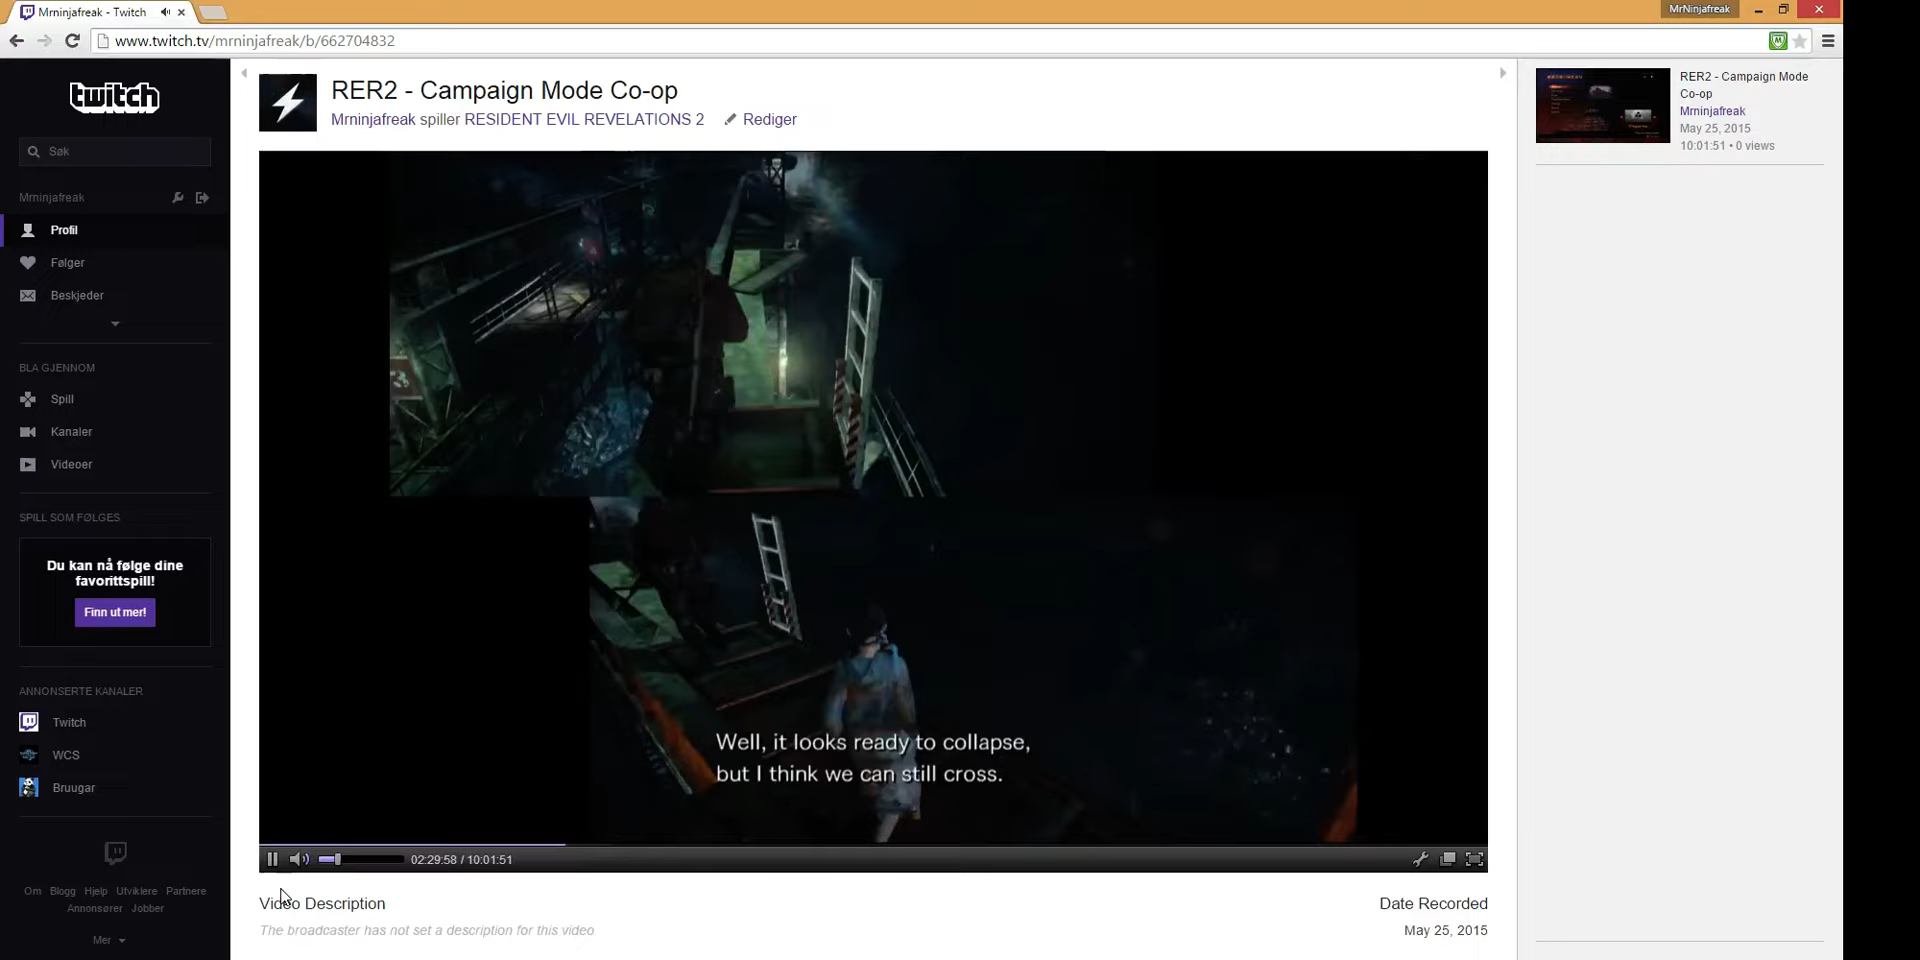 Mrninjafreak - Twitch
MrNinjafreak
www.twitch.tv/mrninjafreak/b/662704832
twitch
Søk
Mrninjafreak
Profil
Følger
Beskjeder
BLA GJENNOM
Spill
Kanaler
Videoer
SPILL SOM FØLGES
Du kan nå følge dine
favorittspill!
Finn ut mer!
ANNONSERTE KANALER
Twitch
WCS
Bruugar
Om Blogg Hjelp Utviklere Partnere
Annonsører Jobber
Mer
RER2 - Campaign Mode Co-op
Mrninjafreak spiller RESIDENT EVIL REVELATIONS 2 Rediger
Well, it looks ready to collapse,
but I think we can still cross.
02:29:58 / 10:01:51
Video Description
The broadcaster has not set a description for this video
Date Recorded
May 25, 2015
RER2 - Campaign Mode
Co-op
Mrninjafreak
May 25, 2015
10:01:51 • 0 views